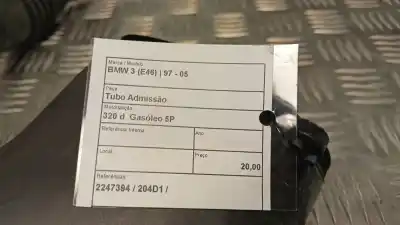 Marca / Modelo
BMW 3 (E46) | 97 - 05
Peça
Tubo Admissão
Motorização
320 d Gasóleo 5P
Referência Interna
Ano
Local
Preço
20,00
Referências
2247394 / 204D1 /